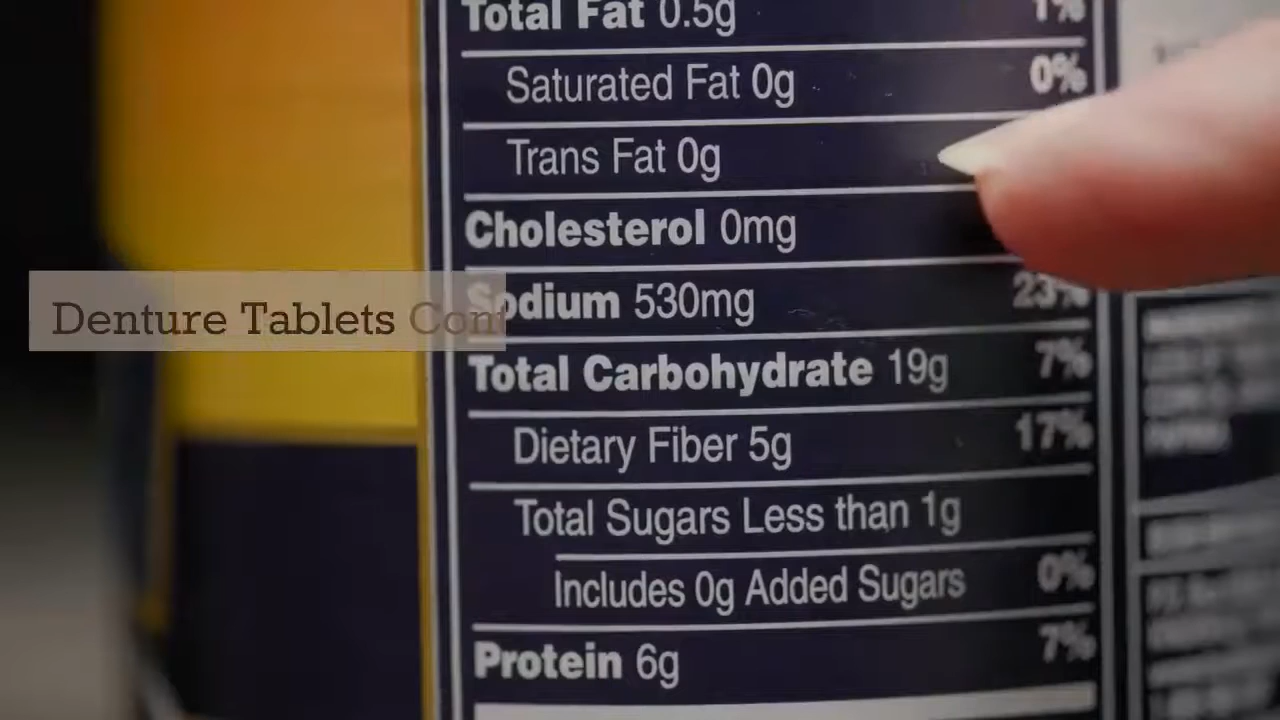 Total Fat 0.5g 1%
Saturated Fat 0g 0%
Trans Fat 0g
Cholesterol 0mg
Sodium 530mg 23%
Denture Tablets Cont
Total Carbohydrate 19g 7%
Dietary Fiber 5g 17%
Total Sugars Less than 1g
Includes 0g Added Sugars 0%
Protein 6g 7%